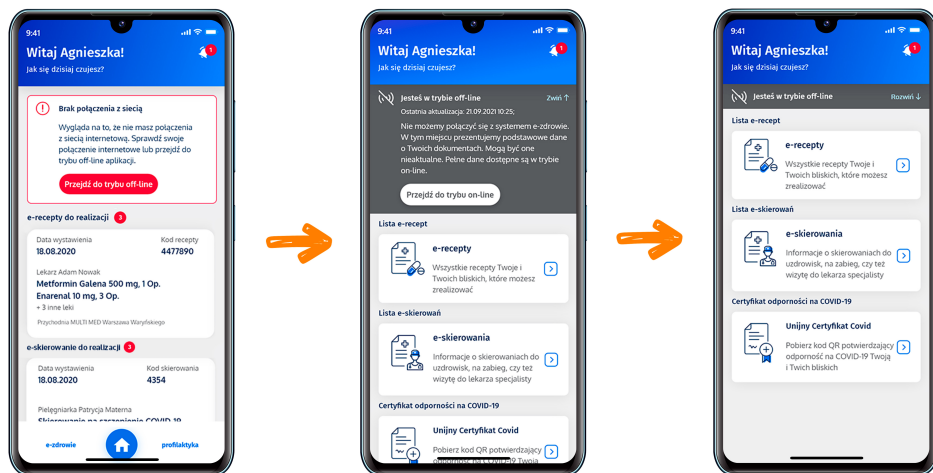 9:41
Witaj Agnieszka!
1
Jak się dzisiaj czujesz?
Brak połączenia z siecią
Wygląda na to, że nie masz połączenia
z siecią internetową. Sprawdź swoje
połączenie internetowe lub przejdź do
trybu off-line aplikacji.
Przejdź do trybu off-line
e-recepty do realizacji 3
Data wystawienia Kod recepty
18.08.2020 4477890
Lekarz Adam Nowak
Metformin Galena 500 mg, 1 Op.
Enarenal 10 mg, 3 Op.
+ 3 inne leki
Przychodnia MULTI MED Warszawa Waryńskiego
e-skierowanie do realizacji 3
Data wystawienia Kod skierowania
18.08.2020 4354
Pielęgniarka Patrycja Materna
Skierowanie na szczepienie COVID-19
e-zdrowie profilaktyka
9:41
Witaj Agnieszka!
1
Jak się dzisiaj czujesz?
Jesteś w trybie off-line Zwiń ↑
Ostatnia aktualizacja: 21.09.2021 10:25;
Nie możemy połączyć się z systemem e-zdrowie.
W tym miejscu prezentujemy podstawowe dane
o Twoich dokumentach. Mogą być one
nieaktualne. Pełne dane dostępne są w trybie
on-line.
Przejdź do trybu on-line
Lista e-recept
e-recepty
Wszystkie recepty Twoje i
Twoich bliskich, które możesz
zrealizować
Lista e-skierowań
e-skierowania
Informacje o skierowaniach do
uzdrowisk, na zabieg, czy też
wizytę do lekarza specjalisty
Certyfikat odporności na COVID-19
Unijny Certyfikat Covid
Pobierz kod QR potwierdzający
odporność na COVID-19 Twoją
9:41
Witaj Agnieszka!
1
Jak się dzisiaj czujesz?
Jesteś w trybie off-line Rozwiń ↓
Lista e-recept
e-recepty
Wszystkie recepty Twoje i
Twoich bliskich, które możesz
zrealizować
Lista e-skierowań
e-skierowania
Informacje o skierowaniach do
uzdrowisk, na zabieg, czy też
wizytę do lekarza specjalisty
Certyfikat odporności na COVID-19
Unijny Certyfikat Covid
Pobierz kod QR potwierdzający
odporność na COVID-19 Twoją
i Twich bliskich